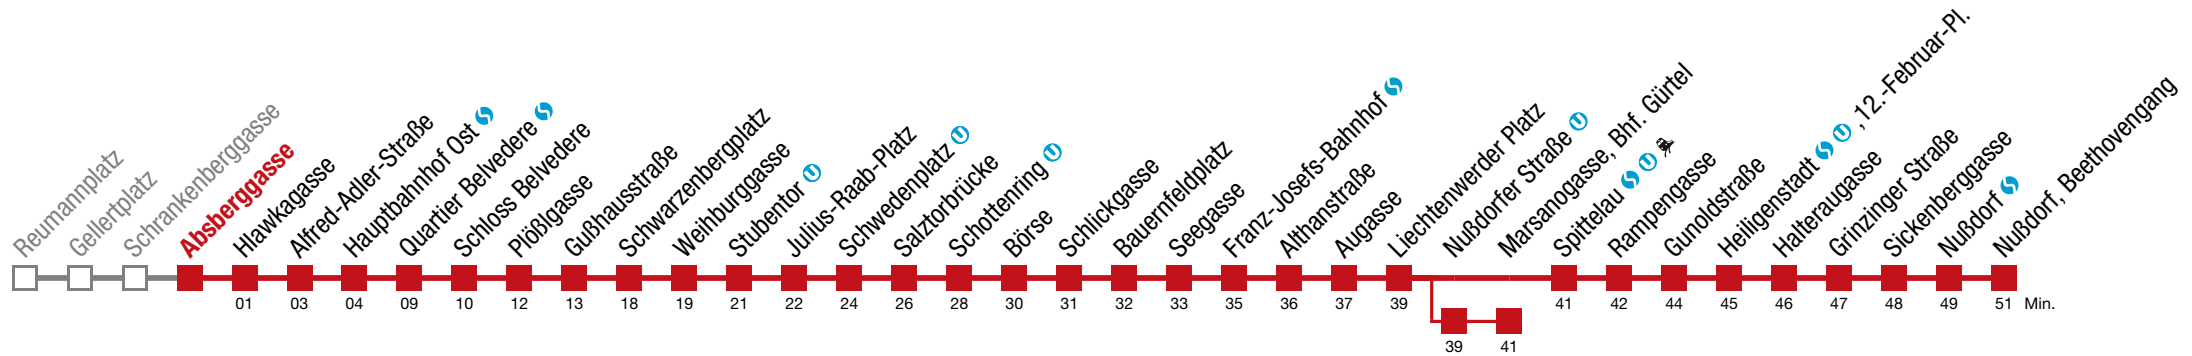 Reumannplatz
Gellertplatz
Schrankenberggasse
Absberggasse
Hlawkagasse
Alfred-Adler-Straße
Hauptbahnhof Ost
Quartier Belvedere
Schloss Belvedere
Plößlgasse
Gußhausstraße
Schwarzenbergplatz
Weihburggasse
Stubentor U
Julius-Raab-Platz
Schwedenplatz U
Salztorbrücke
Schottenring U
Börse
Schlickgasse
Bauernfeldplatz
Seegasse
Franz-Josefs-Bahnhof
Althanstraße
Augasse
Liechtenwerder Platz
Nußdorfer Straße U
Marsanogasse, Bhf. Gürtel
Spittelau U
Rampengasse
Gunoldstraße
Heiligenstadt U , 12.-Februar-Pl.
Halteraugasse
Grinzinger Straße
Sickenberggasse
Nußdorf
Nußdorf, Beethovengang
01 03 04 09 10 12 13 18 19 21 22 24 26 28 30 31 32 33 35 36 37 39 41 42 44 45 46 47 48 49 51 Min.
39 41